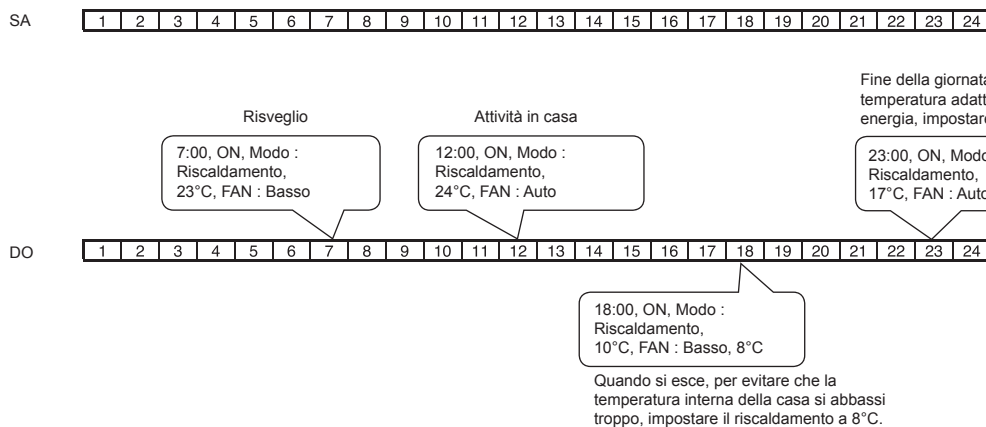 SA 1 2 3 4 5 6 7 8 9 10 11 12 13 14 15 16 17 18 19 20 21 22 23 24
Fine della giornata
temperatura adatt
energia, impostare
Risveglio
Attività in casa
7:00, ON, Modo :
Riscaldamento,
23°C, FAN : Basso
12:00, ON, Modo :
Riscaldamento,
24°C, FAN : Auto
23:00, ON, Modo
Riscaldamento,
17°C, FAN : Auto
DO 1 2 3 4 5 6 7 8 9 10 11 12 13 14 15 16 17 18 19 20 21 22 23 24
18:00, ON, Modo :
Riscaldamento,
10°C, FAN : Basso, 8°C
Quando si esce, per evitare che la
temperatura interna della casa si abbassi
troppo, impostare il riscaldamento a 8°C.